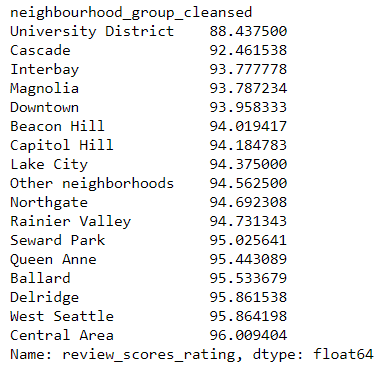 neighbourhood_group_cleansed
University District    88.437500
Cascade                92.461538
Interbay               93.777778
Magnolia               93.787234
Downtown               93.958333
Beacon Hill            94.019417
Capitol Hill           94.184783
Lake City              94.375000
Other neighborhoods    94.562500
Northgate              94.692308
Rainier Valley         94.731343
Seward Park            95.025641
Queen Anne             95.443089
Ballard                95.533679
Delridge               95.861538
West Seattle           95.864198
Central Area           96.009404
Name: review_scores_rating, dtype: float64